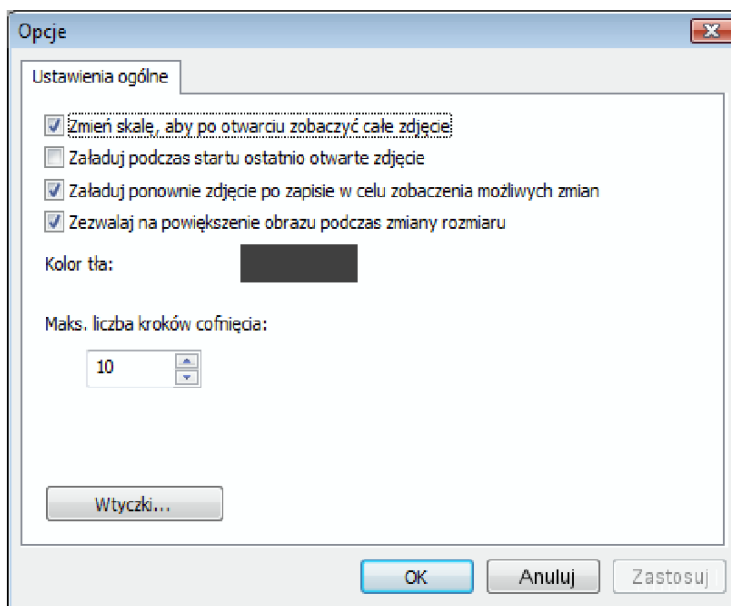 Opcje
Ustawienia ogólne
Zmień skalę, aby po otwarciu zobaczyć całe zdjęcie
Załaduj podczas startu ostatnio otwarte zdjęcie
Załaduj ponownie zdjęcie po zapisie w celu zobaczenia możliwych zmian
Zezwalaj na powiększenie obrazu podczas zmiany rozmiaru
Kolor tła:
Maks. liczba kroków cofnięcia:
10
Wtyczki...
OK Anuluj Zastosuj